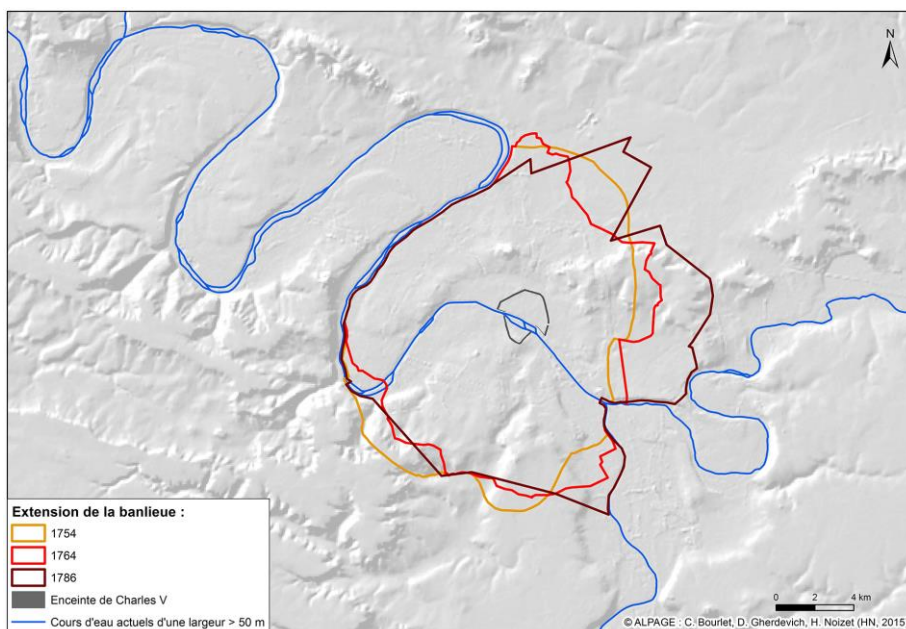 N
Extension de la banlieue :
1754
1764
1786
Enceinte de Charles V
Cours d'eau actuels d'une largeur > 50 m
0 2 4 km
© ALPAGE : C. Bourlet, D. Gherdevich, H. Noizet (HN, 2015